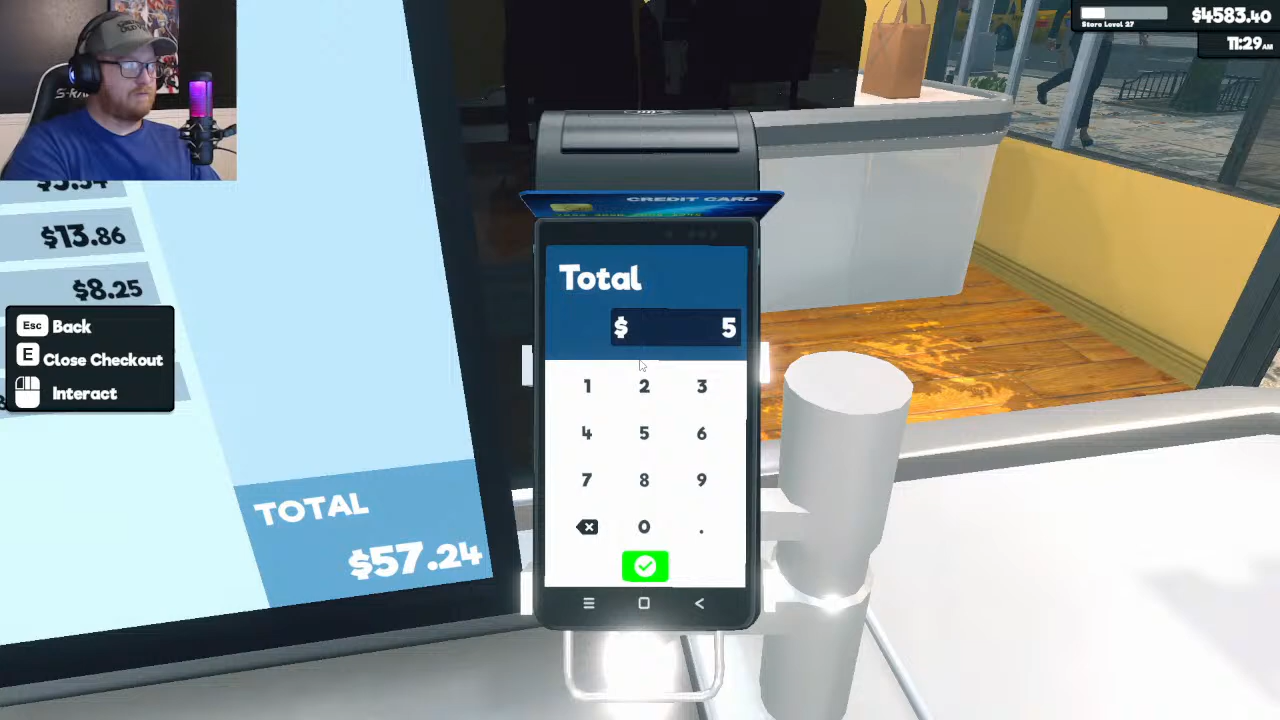 $4583.40
Store Level 27
11:29AM
CREDIT CARD
$13.86
$8.25
Esc Back
E Close Checkout
Interact
Total
$ 5
1 2 3
4 5 6
7 8 9
0 .
TOTAL
$57.24